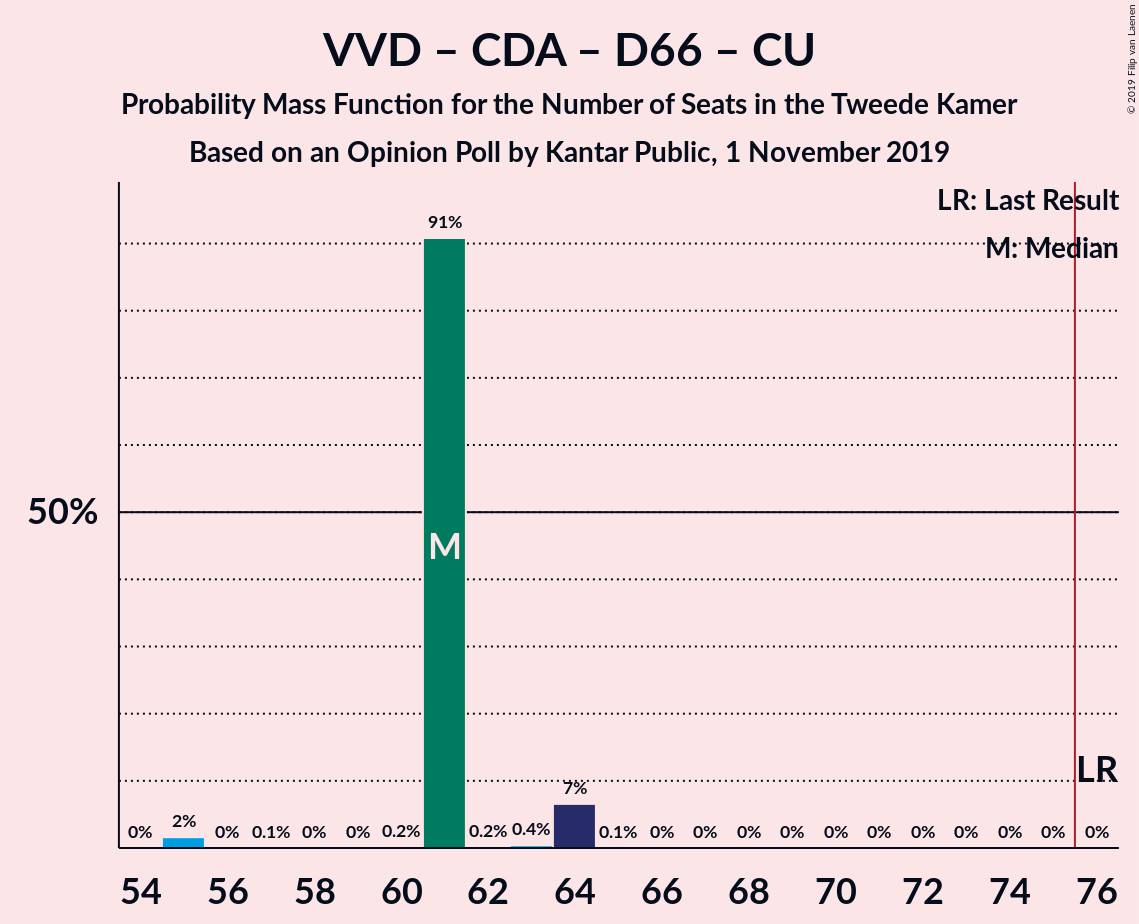 VVD – CDA – D66 – CU
Probability Mass Function for the Number of Seats in the Tweede Kamer
Based on an Opinion Poll by Kantar Public, 1 November 2019
© 2019 Filip van Laenen
LR: Last Result
M: Median
91%
50%
M
LR
0% 2% 0% 0.1% 0% 0% 0.2% 0.2% 0.4% 7% 0.1% 0% 0% 0% 0% 0% 0% 0% 0% 0% 0% 0%
54 56 58 60 62 64 66 68 70 72 74 76